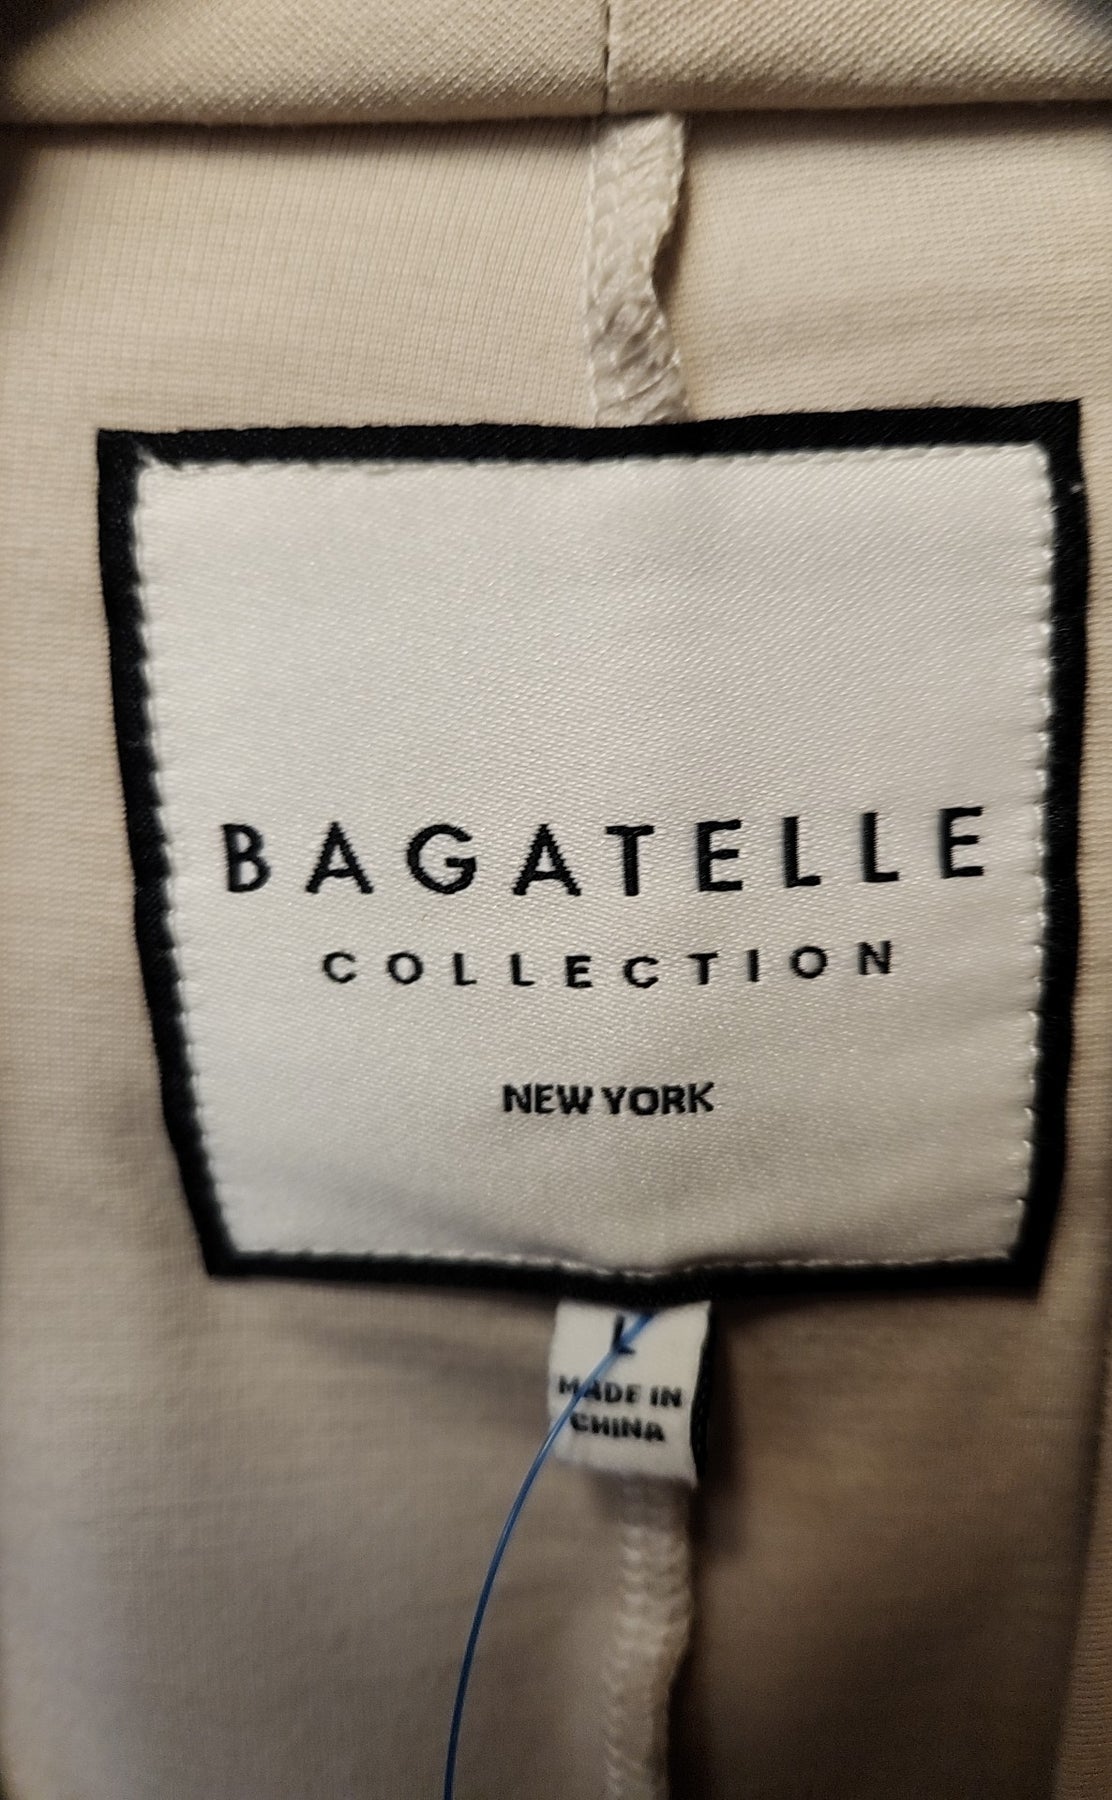 BAGATELLE
COLLECTION
NEW YORK
L
MADE IN
CHINA